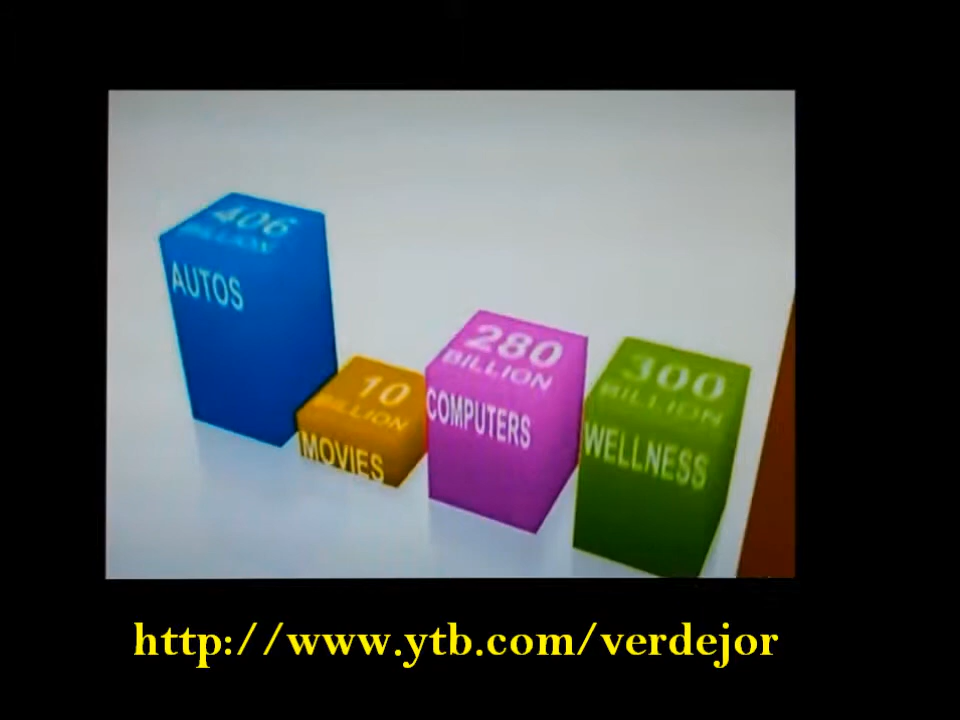 406
BILLION
AUTOS
10
BILLION
MOVIES
280
BILLION
COMPUTERS
300
BILLION
WELLNESS
http://www.ytb.com/verdejor